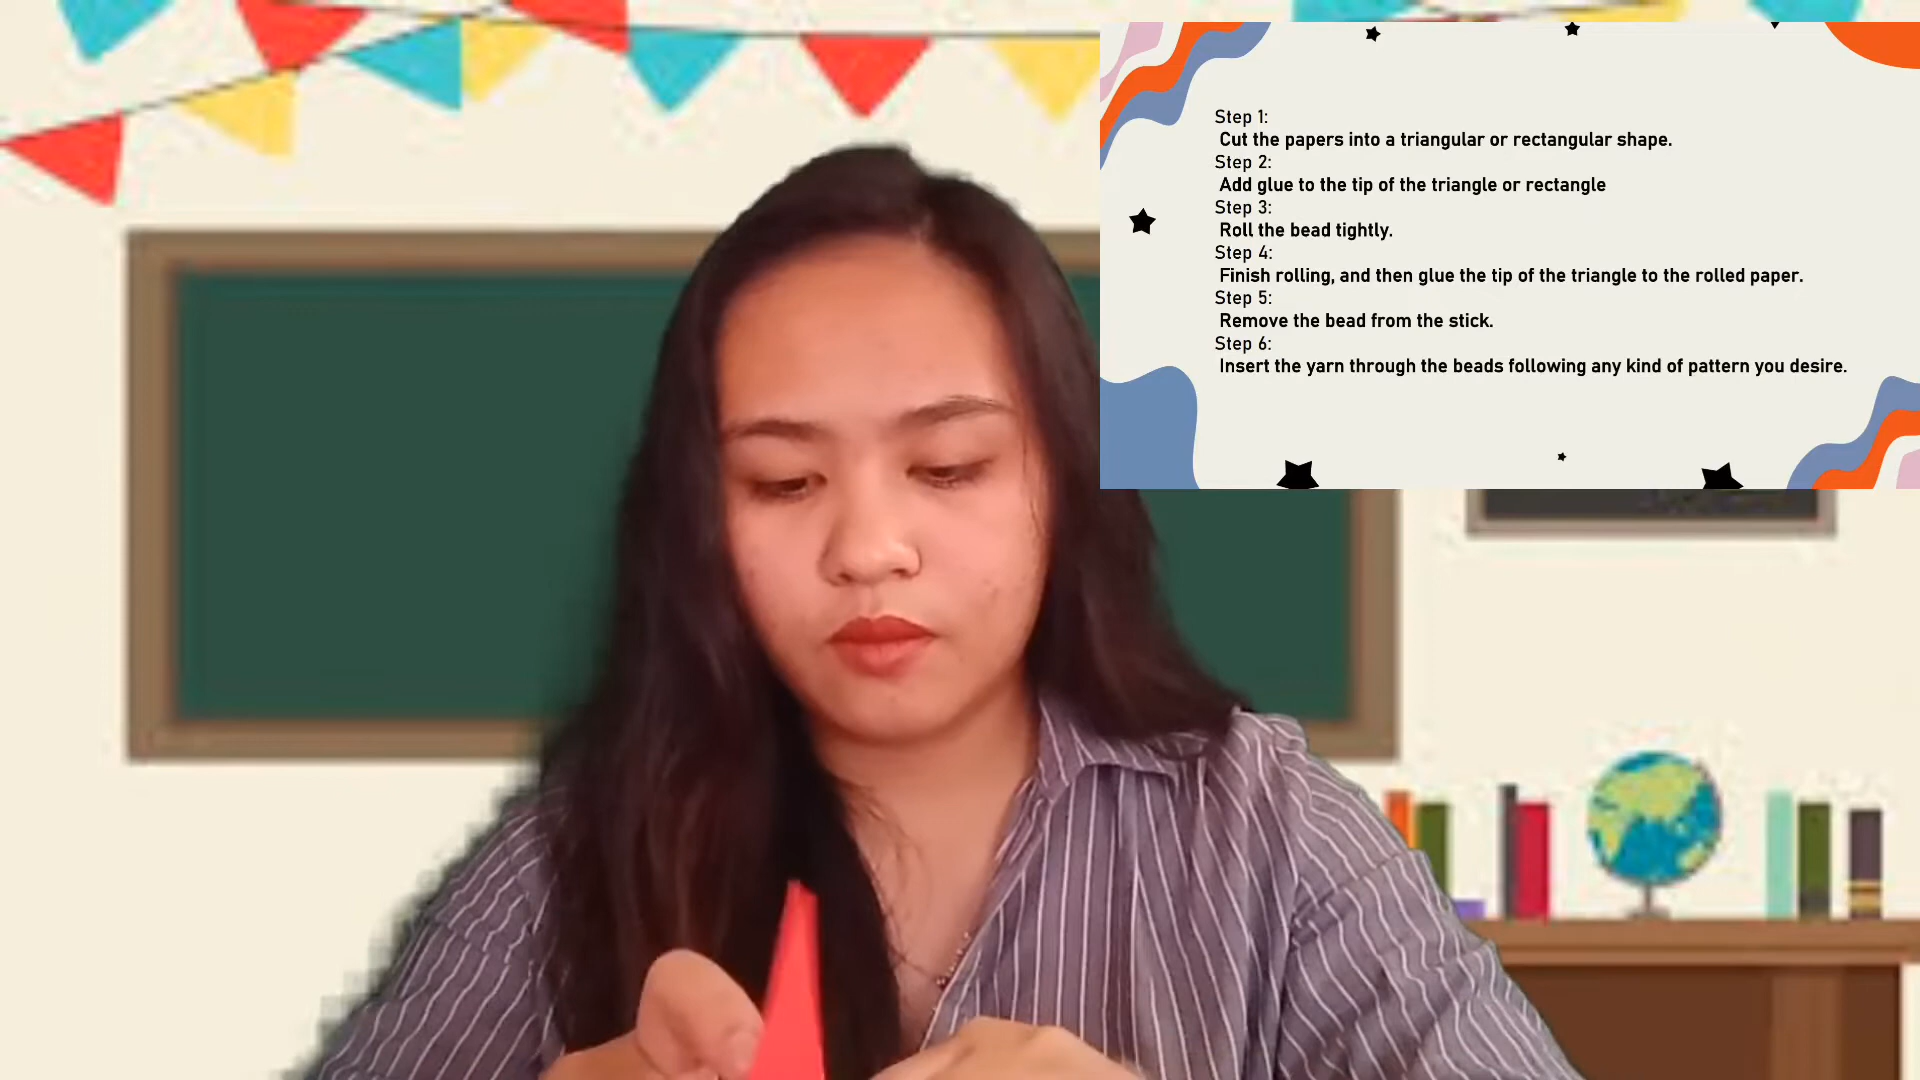 Step 1:
Cut the papers into a triangular or rectangular shape.
Step 2:
Add glue to the tip of the triangle or rectangle
Step 3:
Roll the bead tightly.
Step 4:
Finish rolling, and then glue the tip of the triangle to the rolled paper.
Step 5:
Remove the bead from the stick.
Step 6:
Insert the yarn through the beads following any kind of pattern you desire.